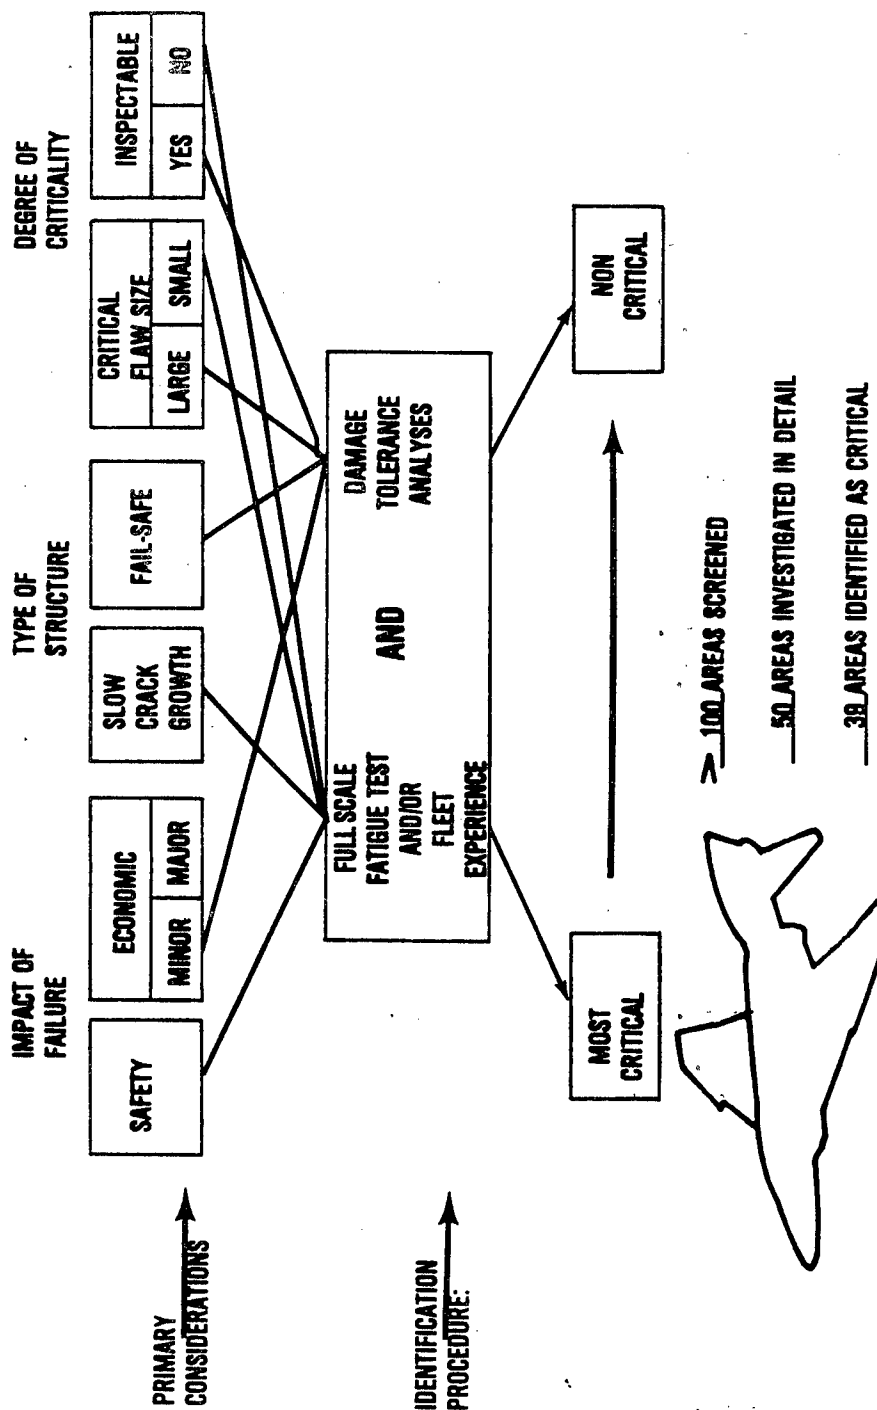 PRIMARY
CONSIDERATIONS
IMPACT OF
FAILURE
SAFETY
ECONOMIC
MINOR
MAJOR
TYPE OF
STRUCTURE
SLOW
CRACK
GROWTH
FAIL-SAFE
DEGREE OF
CRITICALITY
CRITICAL
FLAW SIZE
LARGE
SMALL
INSPECTABLE
YES
NO
IDENTIFICATION
PROCEDURE:
FULL SCALE
FATIGUE TEST
AND/OR
FLEET
EXPERIENCE
AND
DAMAGE
TOLERANCE
ANALYSES
MOST
CRITICAL
NON
CRITICAL
> 100 AREAS SCREENED
50 AREAS INVESTIGATED IN DETAIL
38 AREAS IDENTIFIED AS CRITICAL